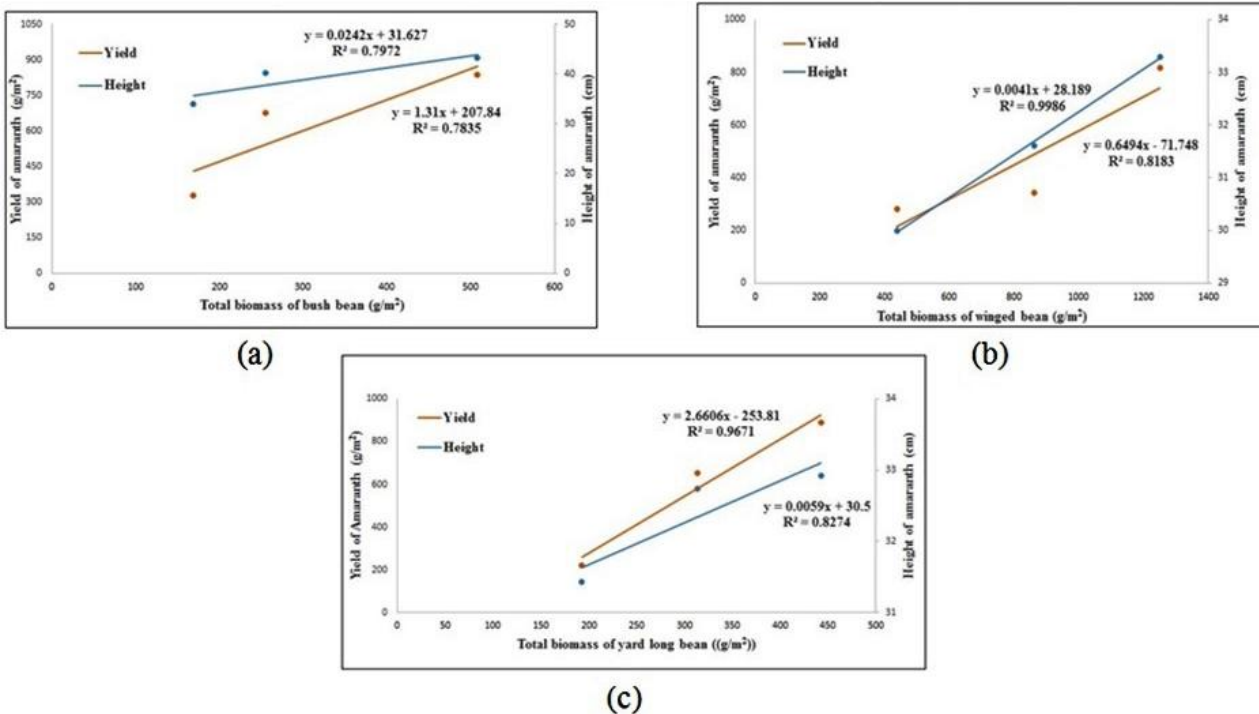 1050
900
750
600
450
300
150
0
Yield of amaranth (g/m²)
Yield
Height
y = 0.0242x + 31.627
R² = 0.7972
y = 1.31x + 207.84
R² = 0.7835
50
40
30
20
10
0
Height of amaranth (cm)
0 100 200 300 400 500 600
Total biomass of bush bean (g/m²)
(a)
1000
800
600
400
200
0
Yield of amaranth (g/m²)
Yield
Height
y = 0.0041x + 28.189
R² = 0.9986
y = 0.6494x - 71.748
R² = 0.8183
34
33
32
31
30
29
Height of amaranth (cm)
0 200 400 600 800 1000 1200 1400
Total biomass of winged bean (g/m²)
(b)
1000
800
600
400
200
0
Yield of Amaranth (g/m²)
Yield
Height
y = 2.6606x - 253.81
R² = 0.9671
y = 0.0059x + 30.5
R² = 0.8274
34
33
32
31
Height of amaranth (cm)
0 50 100 150 200 250 300 350 400 450 500
Total biomass of yard long bean ((g/m²))
(c)